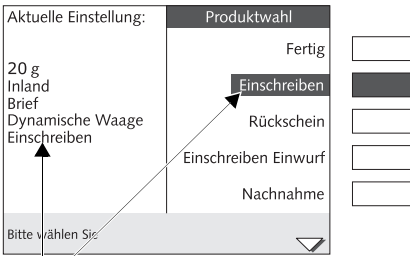 Aktuelle Einstellung:
20 g
Inland
Brief
Dynamische Waage
Einschreiben
Produktwahl
Fertig
Einschreiben
Rückschein
Einschreiben Einwurf
Nachnahme
Bitte wählen Sie